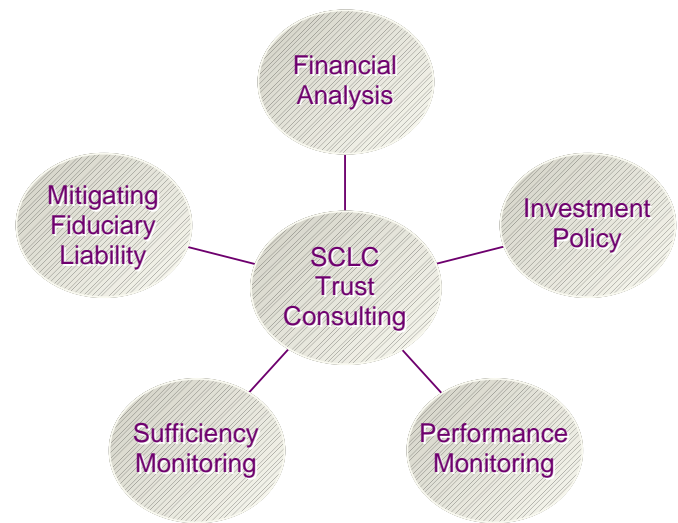 Financial
Analysis
Mitigating
Fiduciary
Liability
Investment
Policy
SCLC
Trust
Consulting
Sufficiency
Monitoring
Performance
Monitoring